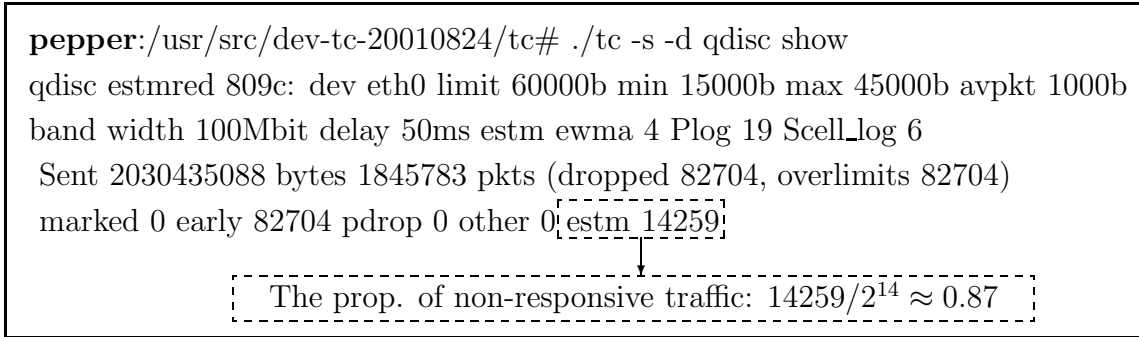 pepper:/usr/src/dev-tc-20010824/tc# ./tc -s -d qdisc show
qdisc estmred 809c: dev eth0 limit 60000b min 15000b max 45000b avpkt 1000b
band width 100Mbit delay 50ms estm ewma 4 Plog 19 Scell_log 6
Sent 2030435088 bytes 1845783 pkts (dropped 82704, overlimits 82704)
marked 0 early 82704 pdrop 0 other 0 estm 14259
The prop. of non-responsive traffic: 14259/2¹⁴ ≈ 0.87